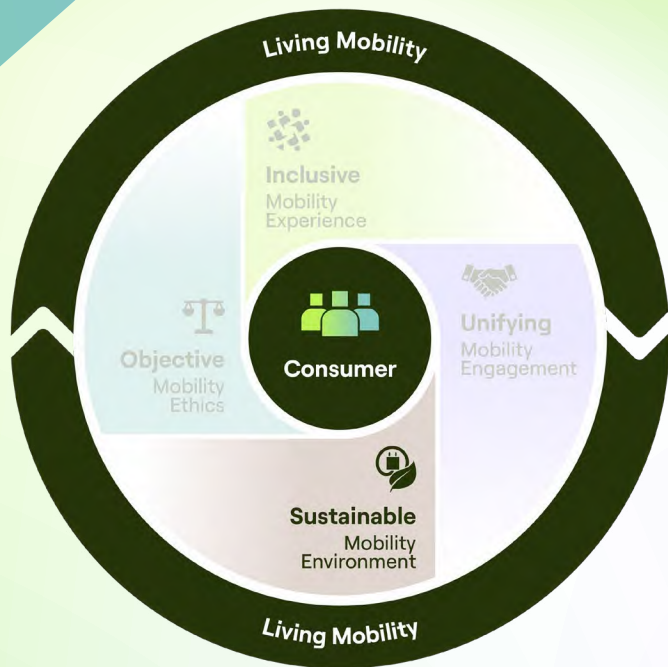 Living Mobility
Inclusive
Mobility
Experience
Unifying
Mobility
Engagement
Objective
Mobility
Ethics
Consumer
Sustainable
Mobility
Environment
Living Mobility